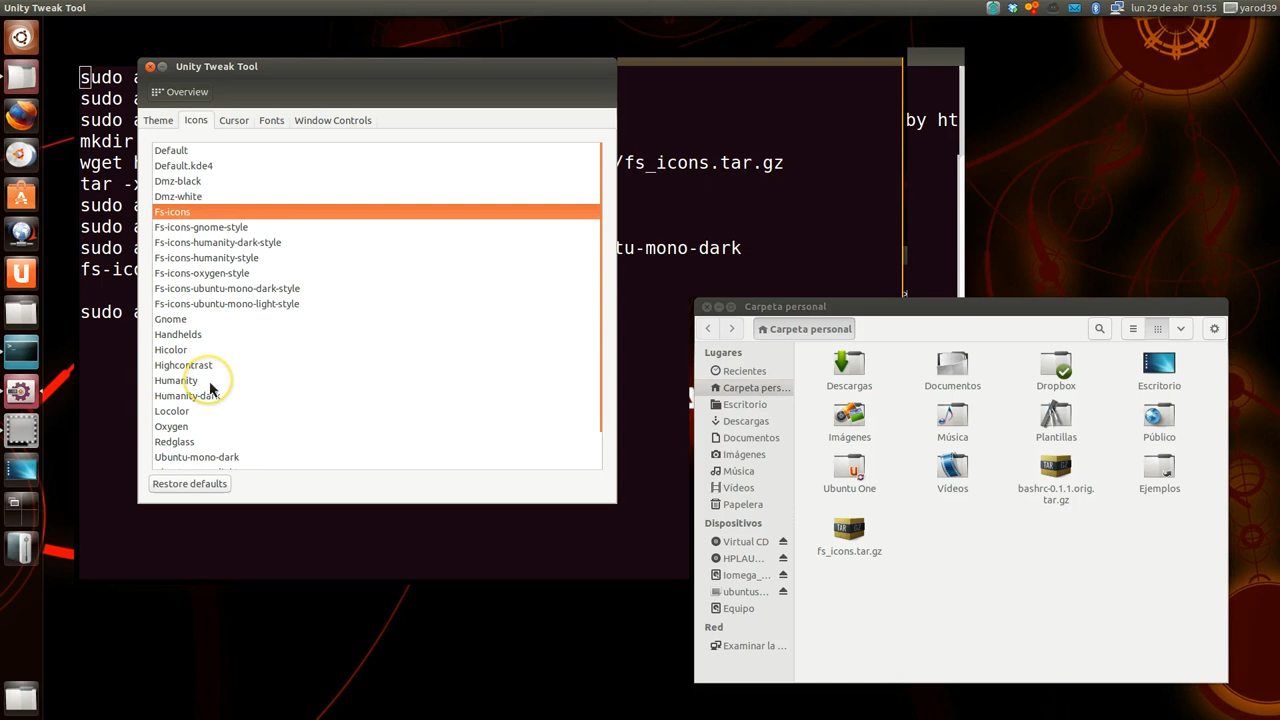 Unity Tweak Tool
lun 29 de abr
01:55
yarod39
sudo a
sudo a
sudo a
by ht
mkdir
wget h
/fs_icons.tar.gz
tar -x
sudo a
sudo a
sudo a
tu-mono-dark
fs-ico
sudo a
Unity Tweak Tool
Overview
Theme
Icons
Cursor
Fonts
Window Controls
Default
Default.kde4
Dmz-black
Dmz-white
Fs-icons
Fs-icons-gnome-style
Fs-icons-humanity-dark-style
Fs-icons-humanity-style
Fs-icons-oxygen-style
Fs-icons-ubuntu-mono-dark-style
Fs-icons-ubuntu-mono-light-style
Gnome
Handhelds
Hicolor
Highcontrast
Humanity
Humanity-dark
Locolor
Oxygen
Redglass
Ubuntu-mono-dark
Restore defaults
Carpeta personal
Carpeta personal
Lugares
Recientes
Carpeta pers...
Escritorio
Descargas
Documentos
Imágenes
Música
Vídeos
Papelera
Dispositivos
Virtual CD
HPLAU...
Iomega_...
ubuntus...
Equipo
Red
Examinar la ...
Descargas
Documentos
Dropbox
Escritorio
Imágenes
Música
Plantillas
Público
Ubuntu One
Vídeos
TAR
bashrc-0.1.1.orig.
tar.gz
Ejemplos
TAR GZ
fs_icons.tar.gz